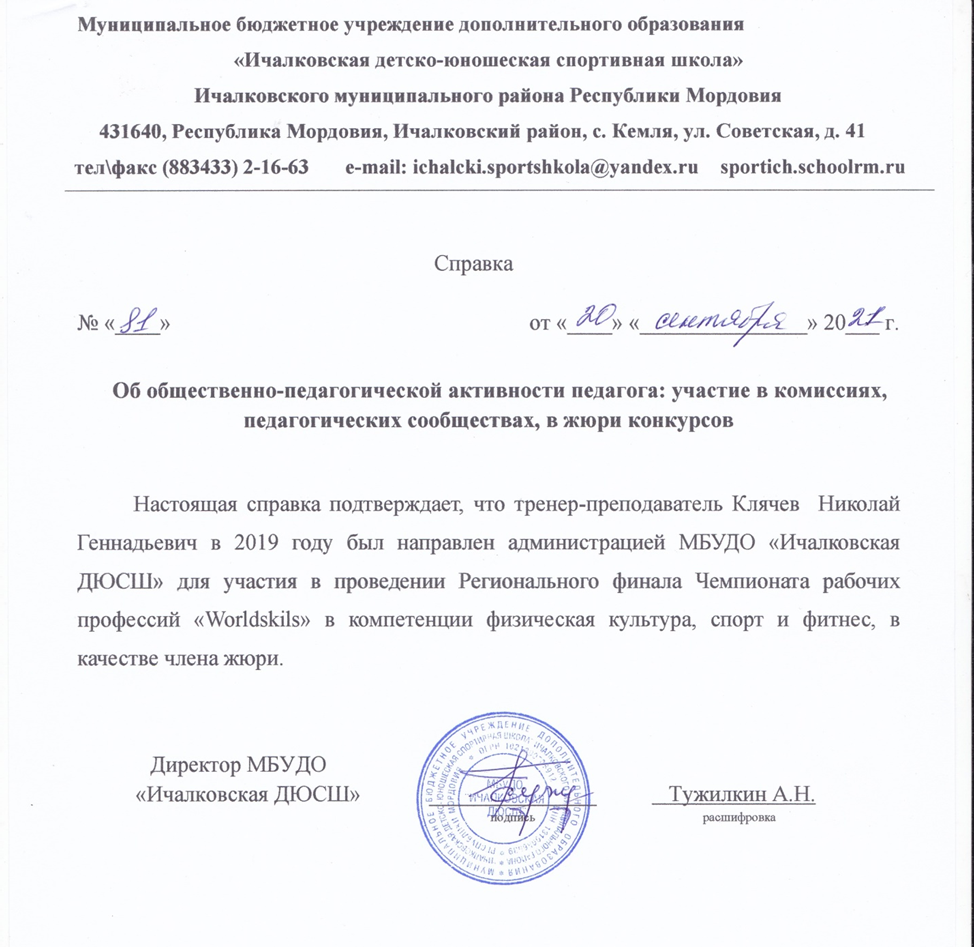 Муниципальное бюджетное учреждение дополнительного образования
«Ичалковская детско-юношеская спортивная школа»
Ичалковского муниципального района Республики Мордовия
431640, Республика Мордовия, Ичалковский район, с. Кемля, ул. Советская, д. 41
тел\факс (883433) 2-16-63 e-mail: ichalcki.sportshkola@yandex.ru sportich.schoolrm.ru
Справка
№ «81» от «20» «сентября» 2021 г.
Об общественно-педагогической активности педагога: участие в комиссиях,
педагогических сообществах, в жюри конкурсов
Настоящая справка подтверждает, что тренер-преподаватель Клячев Николай
Геннадьевич в 2019 году был направлен администрацией МБУДО «Ичалковская
ДЮСШ» для участия в проведении Регионального финала Чемпионата рабочих
профессий «Worldskils» в компетенции физическая культура, спорт и фитнес, в
качестве члена жюри.
Директор МБУДО
«Ичалковская ДЮСШ» Тужилкин А.Н.
подпись расшифровка
МУНИЦИПАЛЬНОЕ БЮДЖЕТНОЕ УЧРЕЖДЕНИЕ ДОПОЛНИТЕЛЬНОГО ОБРАЗОВАНИЯ
МБУДО
ИЧАЛКОВСКАЯ
ДЮСШ